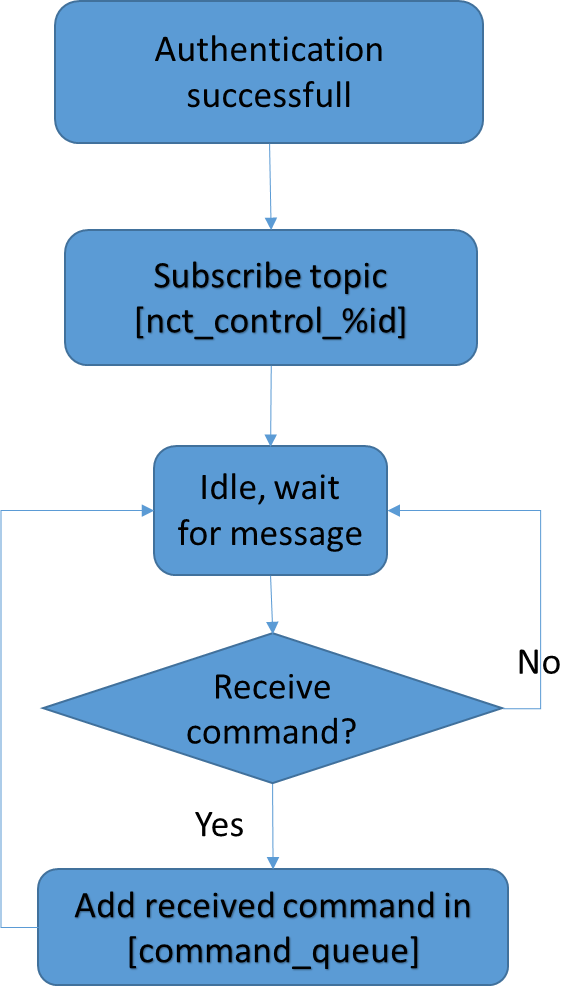 Authentication
successfull
Subscribe topic
[nct_control_%id]
Idle, wait
for message
Receive
command?
No
Yes
Add received command in
[command_queue]